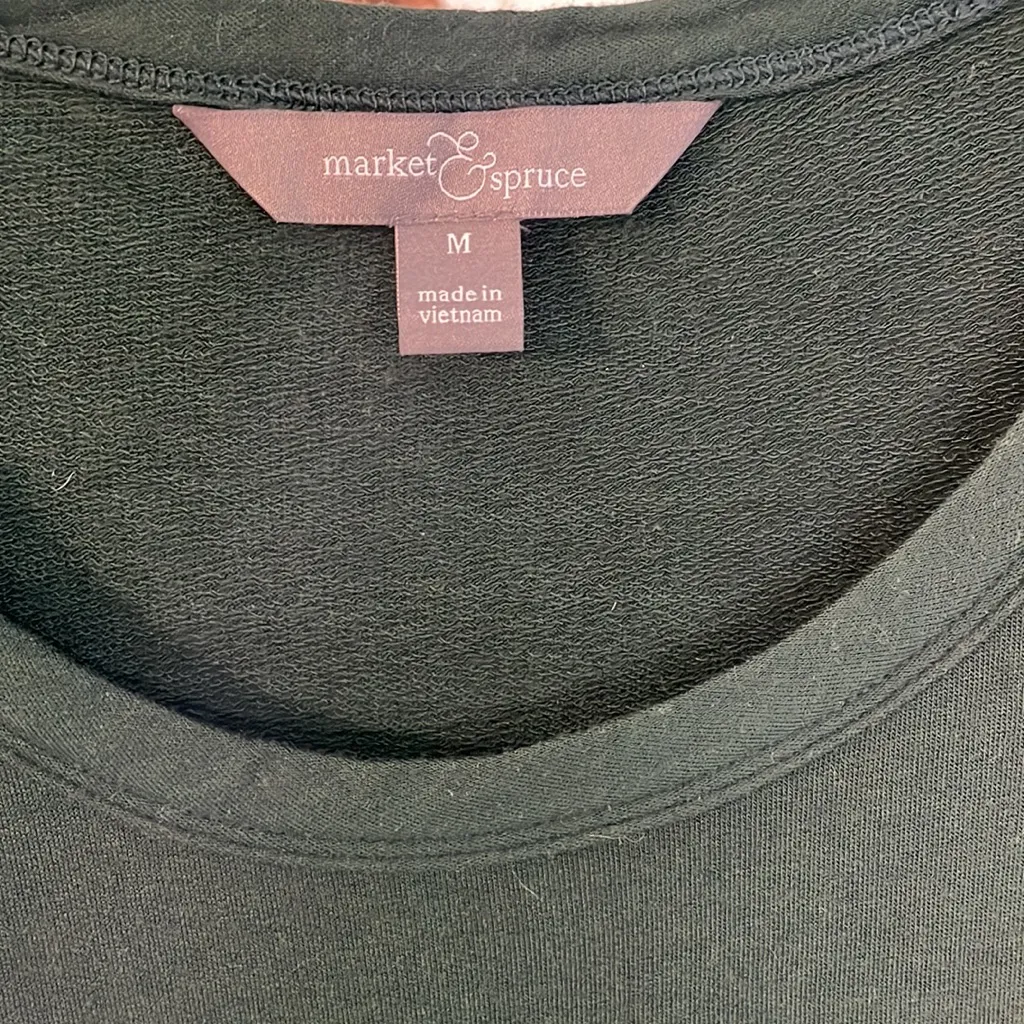 market & spruce
M
made in
vietnam